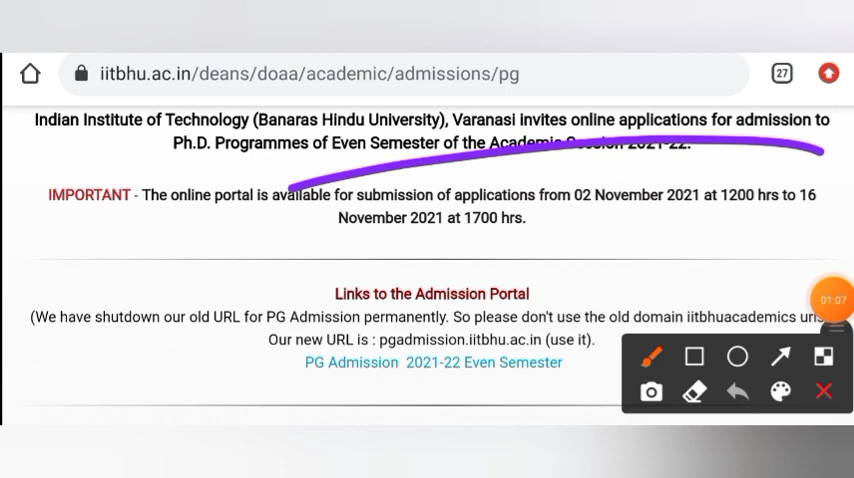 iitbhu.ac.in/deans/doaa/academic/admissions/pg
27
Indian Institute of Technology (Banaras Hindu University), Varanasi invites online applications for admission to
Ph.D. Programmes of Even Semester of the Academic Session 2021-22.
IMPORTANT - The online portal is available for submission of applications from 02 November 2021 at 1200 hrs to 16
November 2021 at 1700 hrs.
Links to the Admission Portal
01:07
(We have shutdown our old URL for PG Admission permanently. So please don't use the old domain iitbhuacademics urls
Our new URL is : pgadmission.iitbhu.ac.in (use it).
PG Admission 2021-22 Even Semester